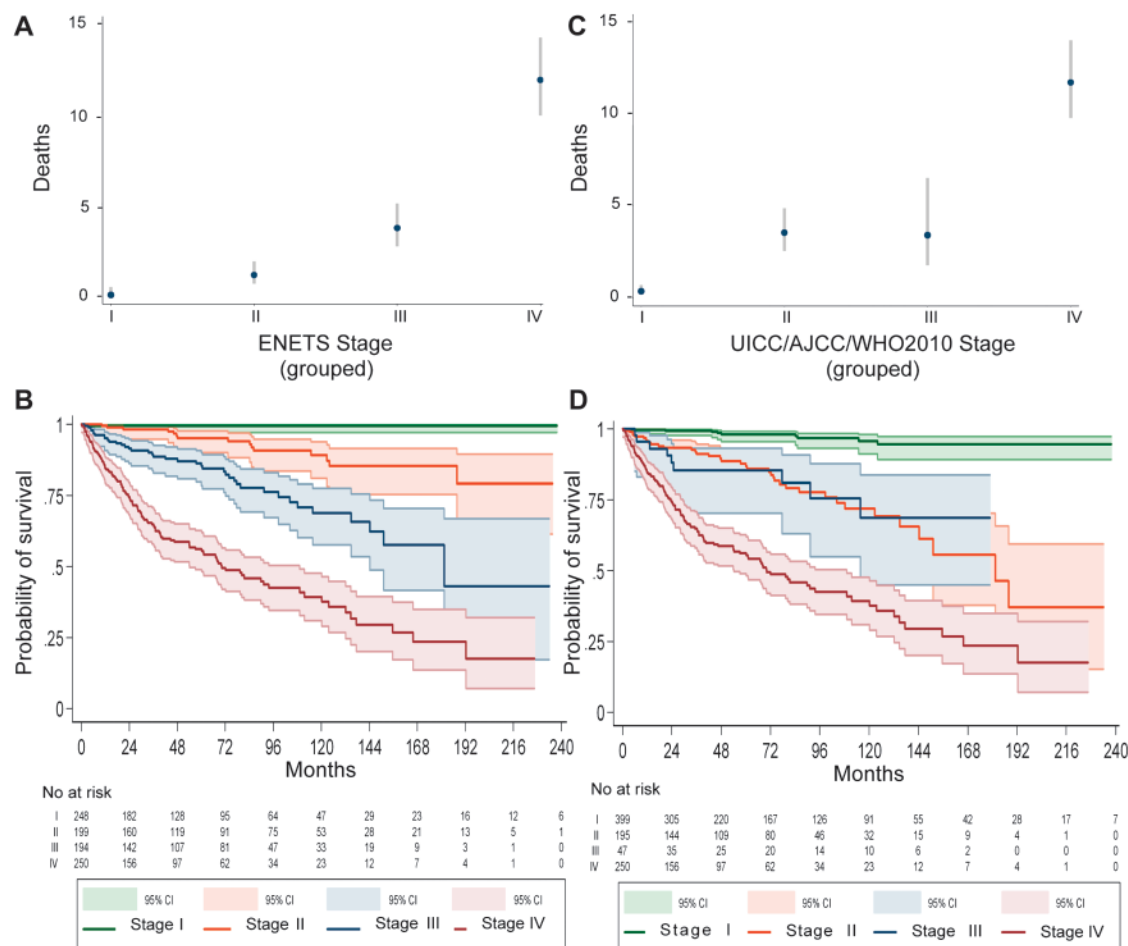 A
15
10
5
0
Deaths
I II III IV
ENETS Stage
(grouped)
C
15
10
5
0
Deaths
I II III IV
UICC/AJCC/WHO2010 Stage
(grouped)
B
1
.75
.5
.25
0
Probability of survival
0 24 48 72 96 120 144 168 192 216 240
Months
No at risk
I 248 182 128 95 64 47 29 23 16 12 6
II 199 160 119 91 75 53 28 21 13 5 1
III 194 142 107 81 47 33 19 9 3 1 0
IV 250 156 97 62 34 23 12 7 4 1 0
95% CI 95% CI 95% CI 95% CI
Stage I Stage II Stage III Stage IV
D
1
.75
.5
.25
0
Probability of survival
0 24 48 72 96 120 144 168 192 216 240
Months
No at risk
I 399 305 220 167 126 91 55 42 28 17 7
II 195 144 109 80 46 32 15 9 4 1 0
III 47 35 25 20 14 10 6 2 0 0 0
IV 250 156 97 62 34 23 12 7 4 1 0
95% CI 95% CI 95% CI 95% CI
Stage I Stage II Stage III Stage IV